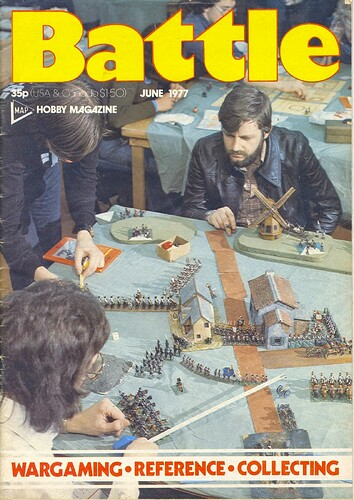 Battle
35p (USA & Canada $1.50) JUNE 1977
MAP HOBBY MAGAZINE
WARGAMING • REFERENCE • COLLECTING